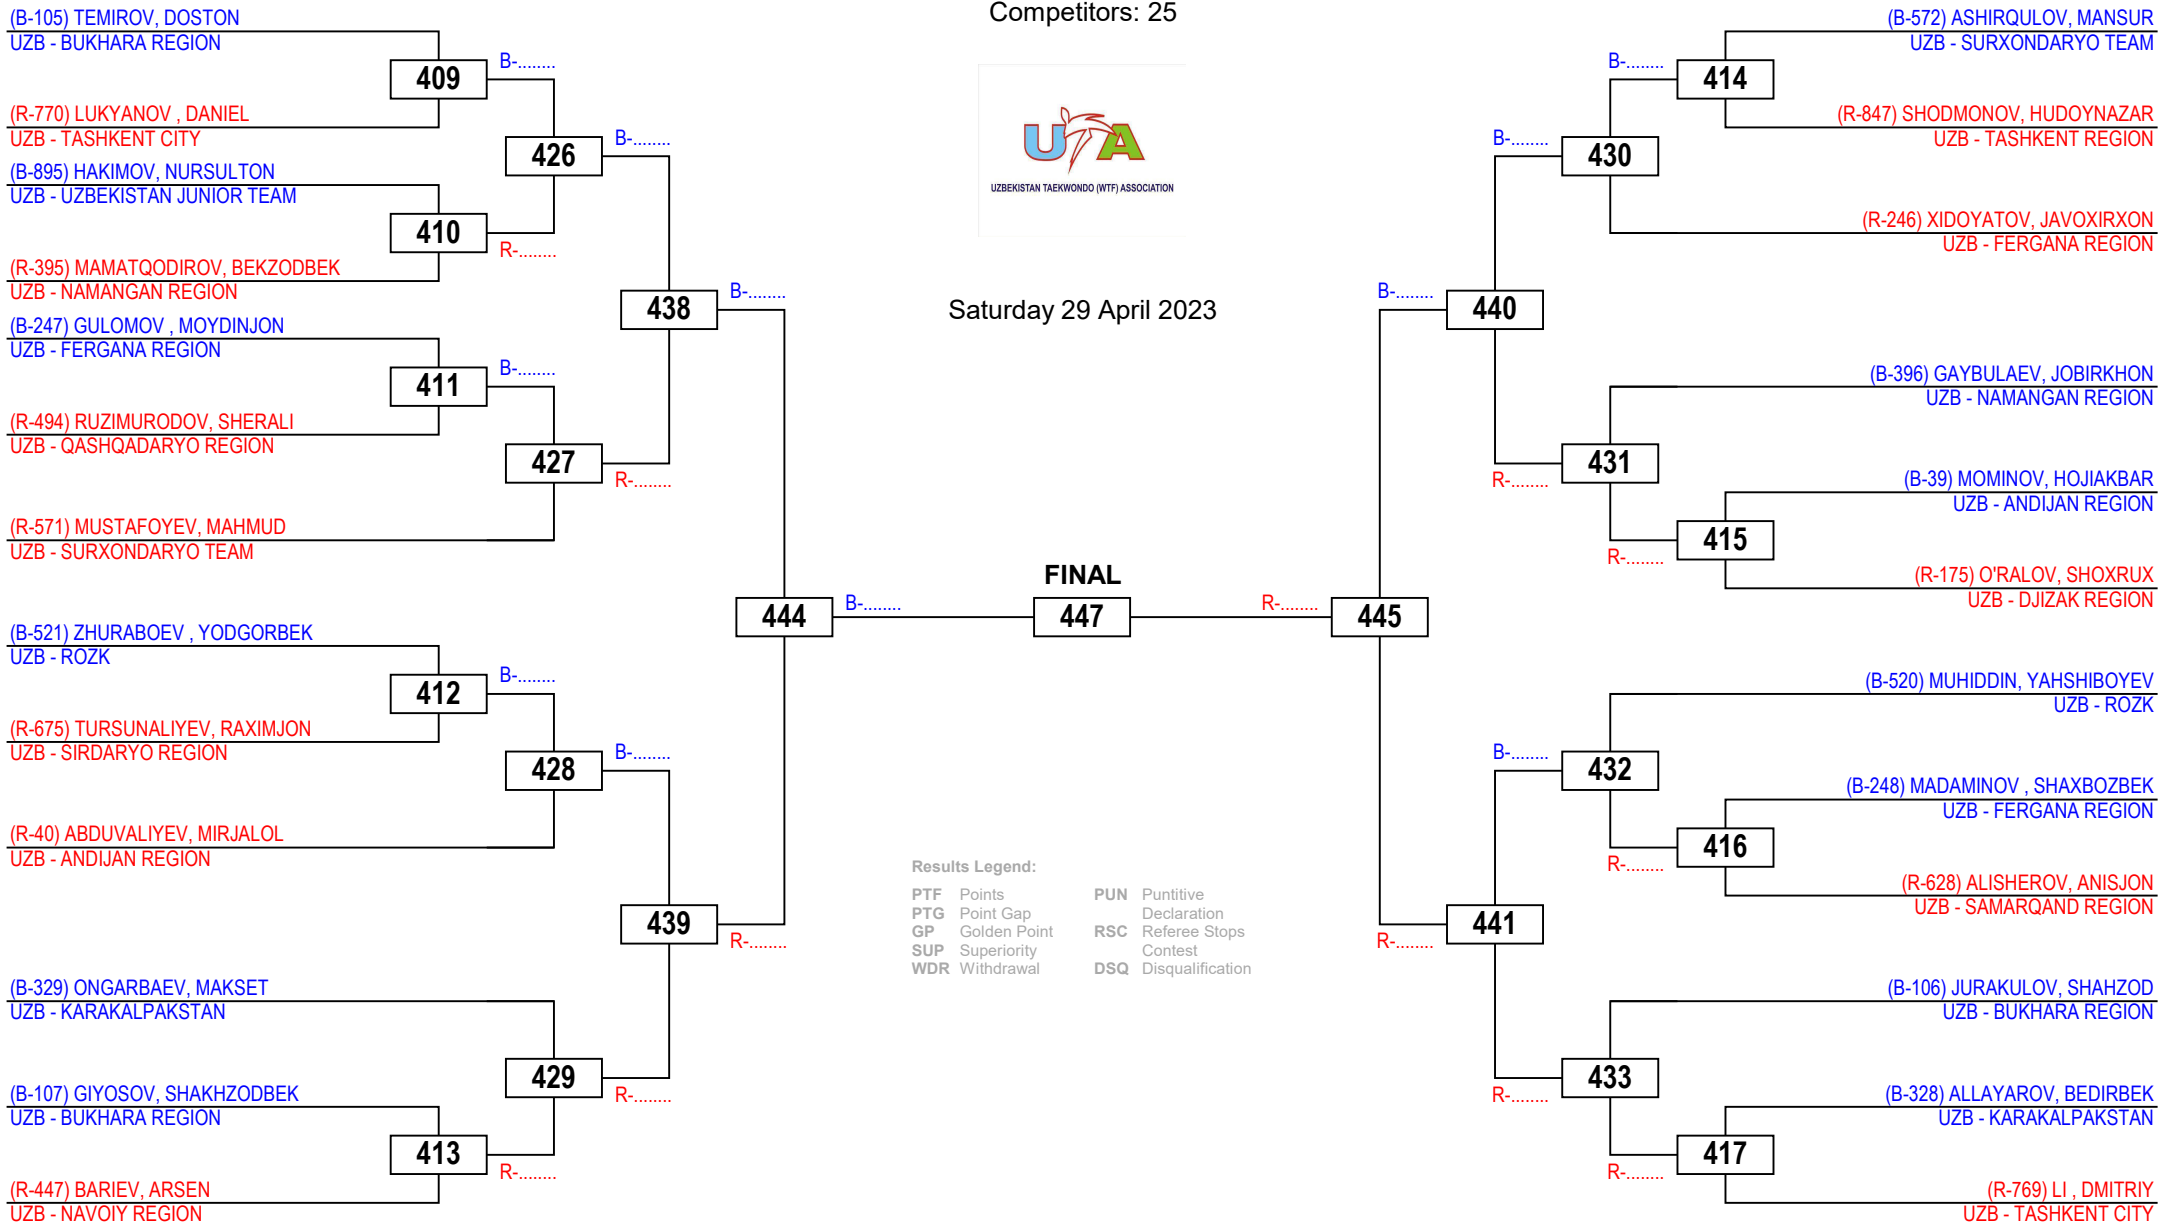 (B-105) TEMIROV, DOSTON
UZB - BUKHARA REGION
409
B-........
(R-770) LUKYANOV , DANIEL
UZB - TASHKENT CITY
426
B-........
(B-895) HAKIMOV, NURSULTON
UZB - UZBEKISTAN JUNIOR TEAM
410
R-........
(R-395) MAMATQODIROV, BEKZODBEK
UZB - NAMANGAN REGION
438
B-........
(B-247) GULOMOV , MOYDINJON
UZB - FERGANA REGION
411
B-........
(R-494) RUZIMURODOV, SHERALI
UZB - QASHQADARYO REGION
427
R-........
(R-571) MUSTAFOYEV, MAHMUD
UZB - SURXONDARYO TEAM
444
B-........
(B-521) ZHURABOEV , YODGORBEK
UZB - ROZK
412
B-........
(R-675) TURSUNALIYEV, RAXIMJON
UZB - SIRDARYO REGION
428
B-........
(R-40) ABDUVALIYEV, MIRJALOL
UZB - ANDIJAN REGION
439
R-........
(B-329) ONGARBAEV, MAKSET
UZB - KARAKALPAKSTAN
429
R-........
(B-107) GIYOSOV, SHAKHZODBEK
UZB - BUKHARA REGION
413
R-........
(R-447) BARIEV, ARSEN
UZB - NAVOIY REGION
Competitors: 25
UTA
UZBEKISTAN TAEKWONDO (WTF) ASSOCIATION
Saturday 29 April 2023
FINAL
447
Results Legend:
PTF Points
PTG Point Gap
GP Golden Point
SUP Superiority
WDR Withdrawal
PUN Puntitive
Declaration
RSC Referee Stops
Contest
DSQ Disqualification
(B-572) ASHIRQULOV, MANSUR
UZB - SURXONDARYO TEAM
B-........
414
(R-847) SHODMONOV, HUDOYNAZAR
UZB - TASHKENT REGION
B-........
430
(R-246) XIDOYATOV, JAVOXIRXON
UZB - FERGANA REGION
B-........
440
(B-396) GAYBULAEV, JOBIRKHON
UZB - NAMANGAN REGION
431
R-........
(B-39) MOMINOV, HOJIAKBAR
UZB - ANDIJAN REGION
415
R-........
(R-175) O'RALOV, SHOXRUX
UZB - DJIZAK REGION
R-........
445
(B-520) MUHIDDIN, YAHSHIBOYEV
UZB - ROZK
B-........
432
(B-248) MADAMINOV , SHAXBOZBEK
UZB - FERGANA REGION
416
R-........
(R-628) ALISHEROV, ANISJON
UZB - SAMARQAND REGION
441
R-........
(B-106) JURAKULOV, SHAHZOD
UZB - BUKHARA REGION
433
R-........
(B-328) ALLAYAROV, BEDIRBEK
UZB - KARAKALPAKSTAN
417
R-........
(R-769) LI , DMITRIY
UZB - TASHKENT CITY